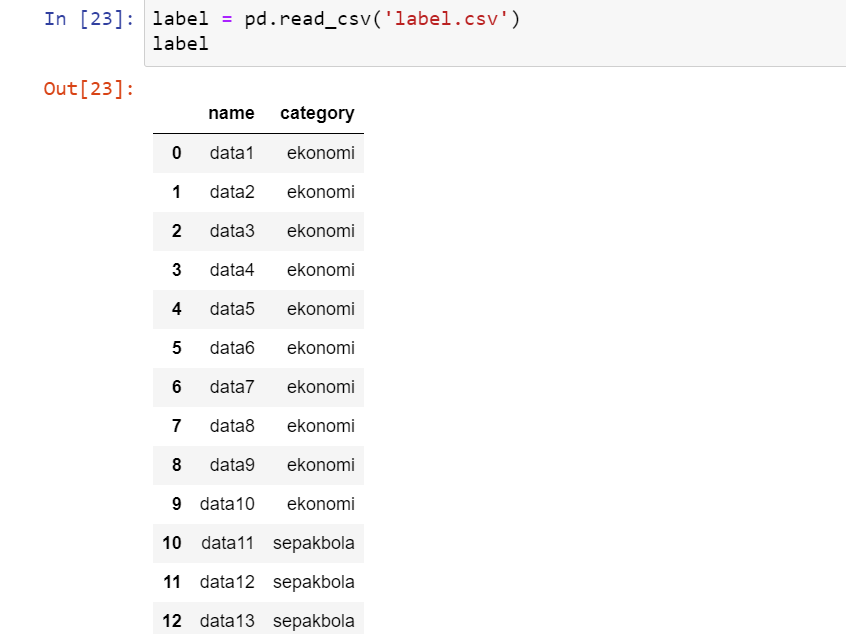 In [23]: label = pd.read_csv('label.csv')
label
Out[23]:
name category
0 data1 ekonomi
1 data2 ekonomi
2 data3 ekonomi
3 data4 ekonomi
4 data5 ekonomi
5 data6 ekonomi
6 data7 ekonomi
7 data8 ekonomi
8 data9 ekonomi
9 data10 ekonomi
10 data11 sepakbola
11 data12 sepakbola
12 data13 sepakbola